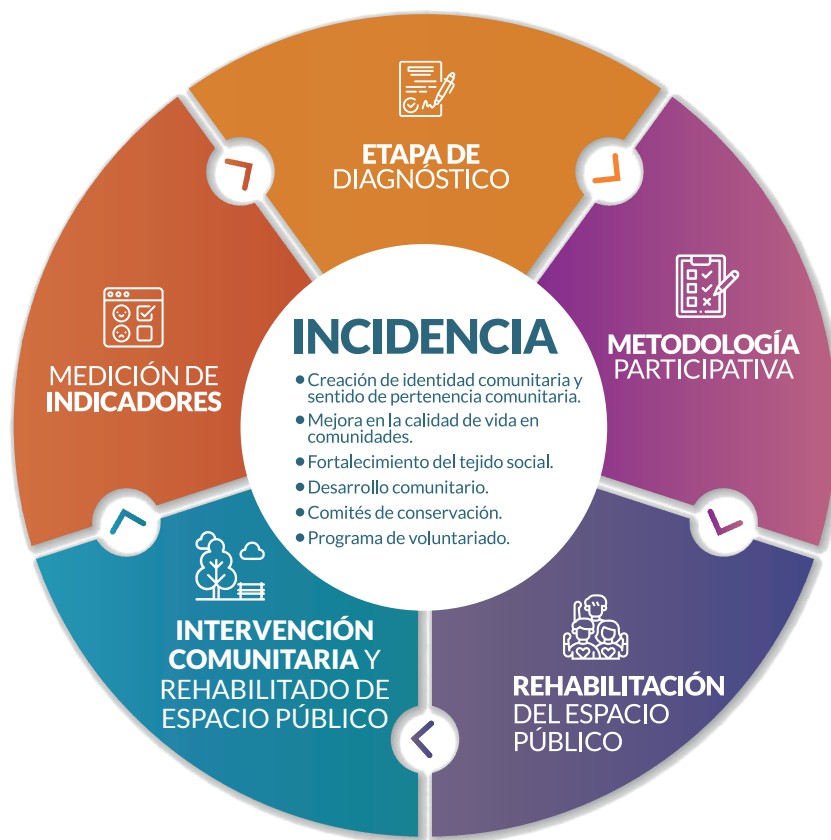 ETAPA DE
DIAGNÓSTICO
METODOLOGÍA
PARTICIPATIVA
REHABILITACIÓN
DEL ESPACIO
PÚBLICO
INTERVENCIÓN
COMUNITARIA Y
REHABILITADO DE
ESPACIO PÚBLICO
MEDICIÓN DE
INDICADORES
INCIDENCIA
• Creación de identidad comunitaria y
sentido de pertenencia comunitaria.
• Mejora en la calidad de vida en
comunidades.
• Fortalecimiento del tejido social.
• Desarrollo comunitario.
• Comités de conservación.
• Programa de voluntariado.